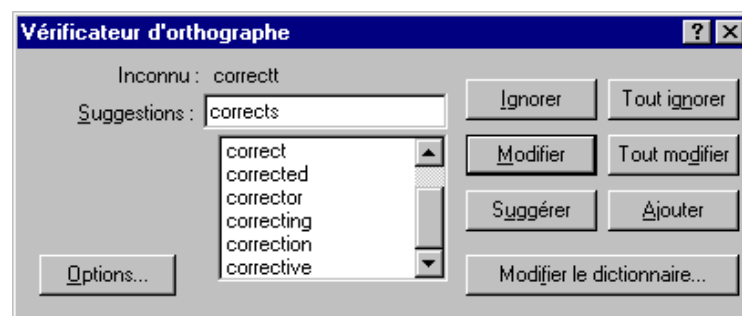 Vérificateur d'orthographe
Inconnu : correctt
Suggestions : corrects
correct
corrected
corrector
correcting
correction
corrective
Options...
Ignorer Tout ignorer
Modifier Tout modifier
Suggérer Ajouter
Modifier le dictionnaire...